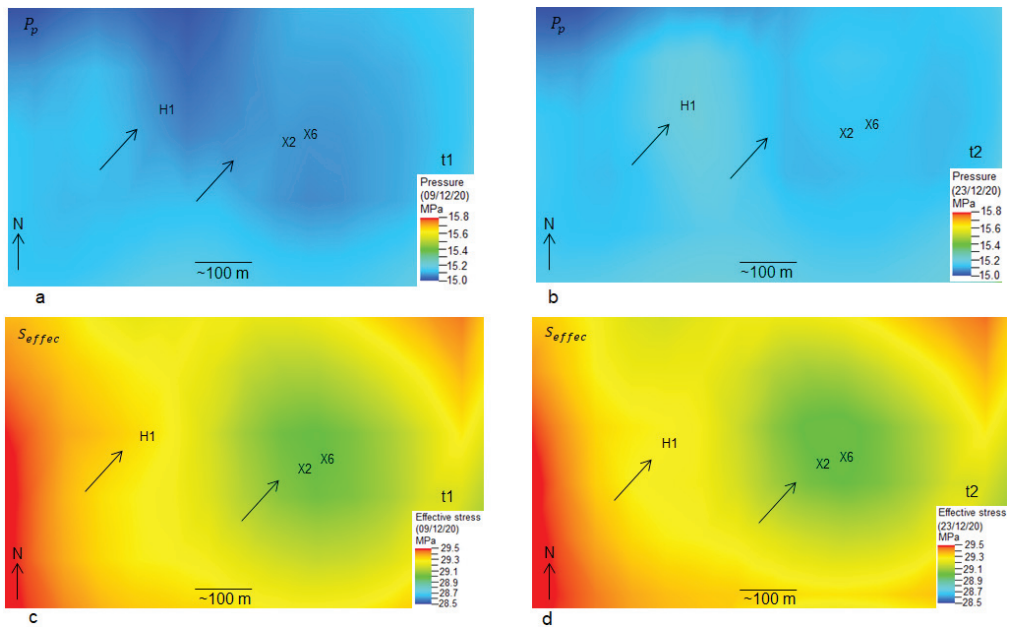 P_p
H1
X2 X6
t1
Pressure
(09/12/20)
MPa
15.8
15.6
15.4
15.2
15.0
N
~100 m
a
P_p
H1
X2 X6
t2
Pressure
(23/12/20)
MPa
15.8
15.6
15.4
15.2
15.0
N
~100 m
b
S_effec
H1
X2 X6
t1
Effective stress
(09/12/20)
MPa
29.5
29.3
29.1
28.9
28.7
28.5
N
~100 m
c
S_effec
H1
X2 X6
t2
Effective stress
(23/12/20)
MPa
29.5
29.3
29.1
28.9
28.7
28.5
N
~100 m
d